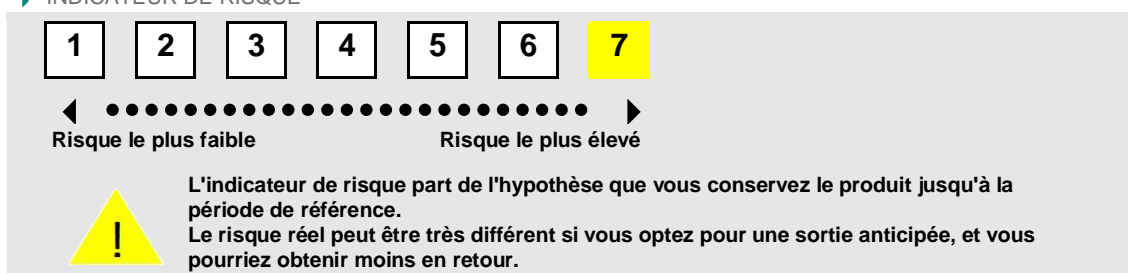 INDICATEUR DE RISQUE
1 2 3 4 5 6 7
Risque le plus faible Risque le plus élevé
L'indicateur de risque part de l'hypothèse que vous conservez le produit jusqu'à la
période de référence.
! Le risque réel peut être très différent si vous optez pour une sortie anticipée, et vous
pourriez obtenir moins en retour.